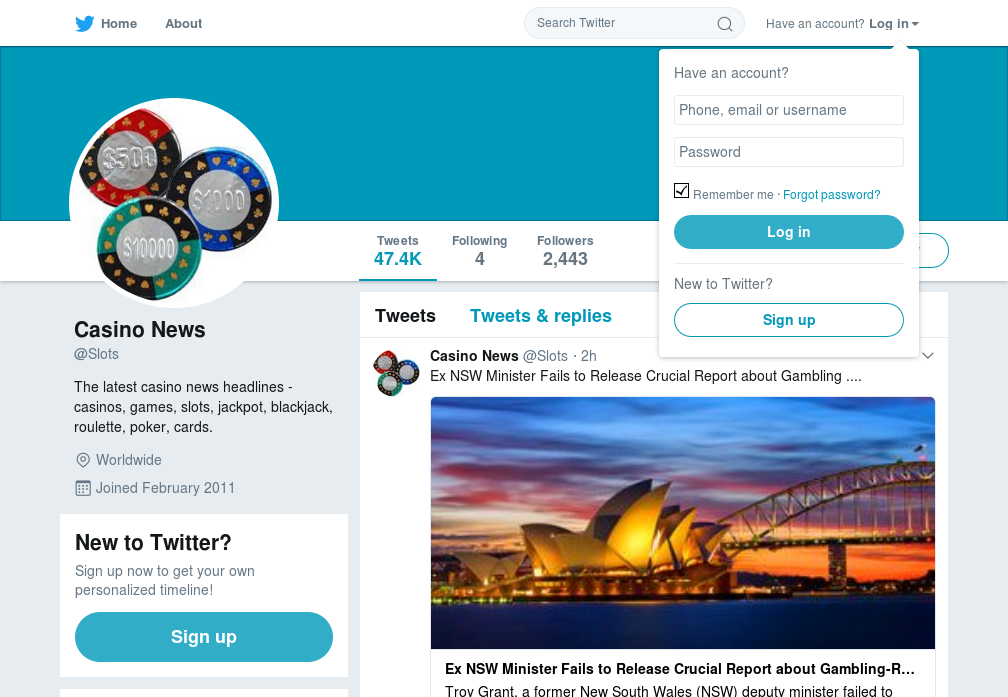 Home
About
Search Twitter
Have an account? Log in
Have an account?
Phone, email or username
Password
Remember me · Forgot password?
Log in
New to Twitter?
Sign up
$500
$1000
$10000
Tweets
47.4K
Following
4
Followers
2,443
Casino News
@Slots
The latest casino news headlines -
casinos, games, slots, jackpot, blackjack,
roulette, poker, cards.
Worldwide
Joined February 2011
New to Twitter?
Sign up now to get your own
personalized timeline!
Sign up
Tweets
Tweets & replies
Casino News @Slots · 2h
Ex NSW Minister Fails to Release Crucial Report about Gambling ....
Ex NSW Minister Fails to Release Crucial Report about Gambling-R...
Troy Grant, a former New South Wales (NSW) deputy minister failed to